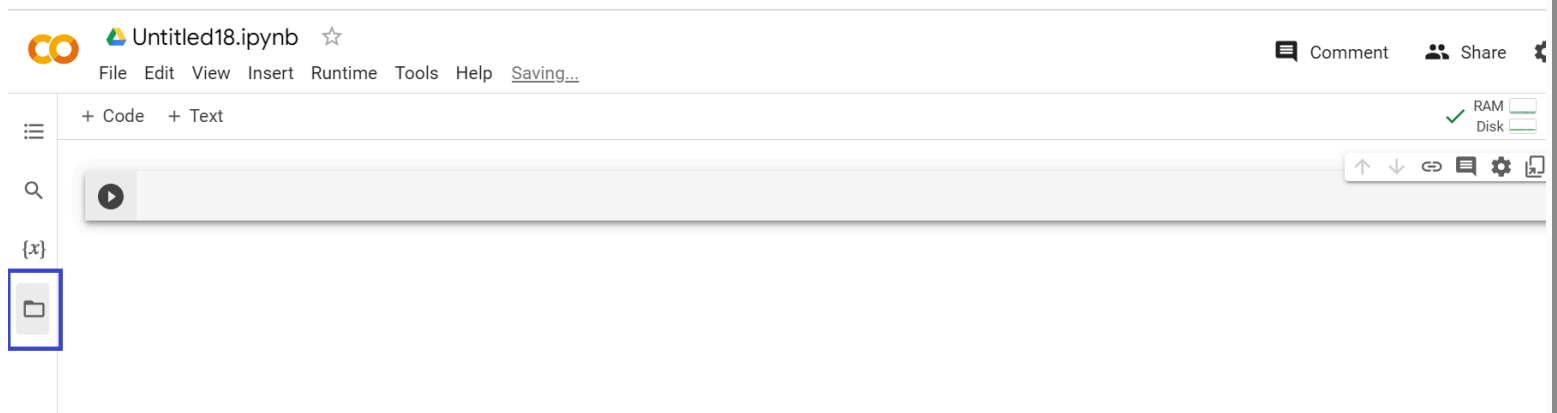 CO Untitled18.ipynb
File Edit View Insert Runtime Tools Help Saving...
Comment Share
+ Code + Text
RAM
Disk
{x}